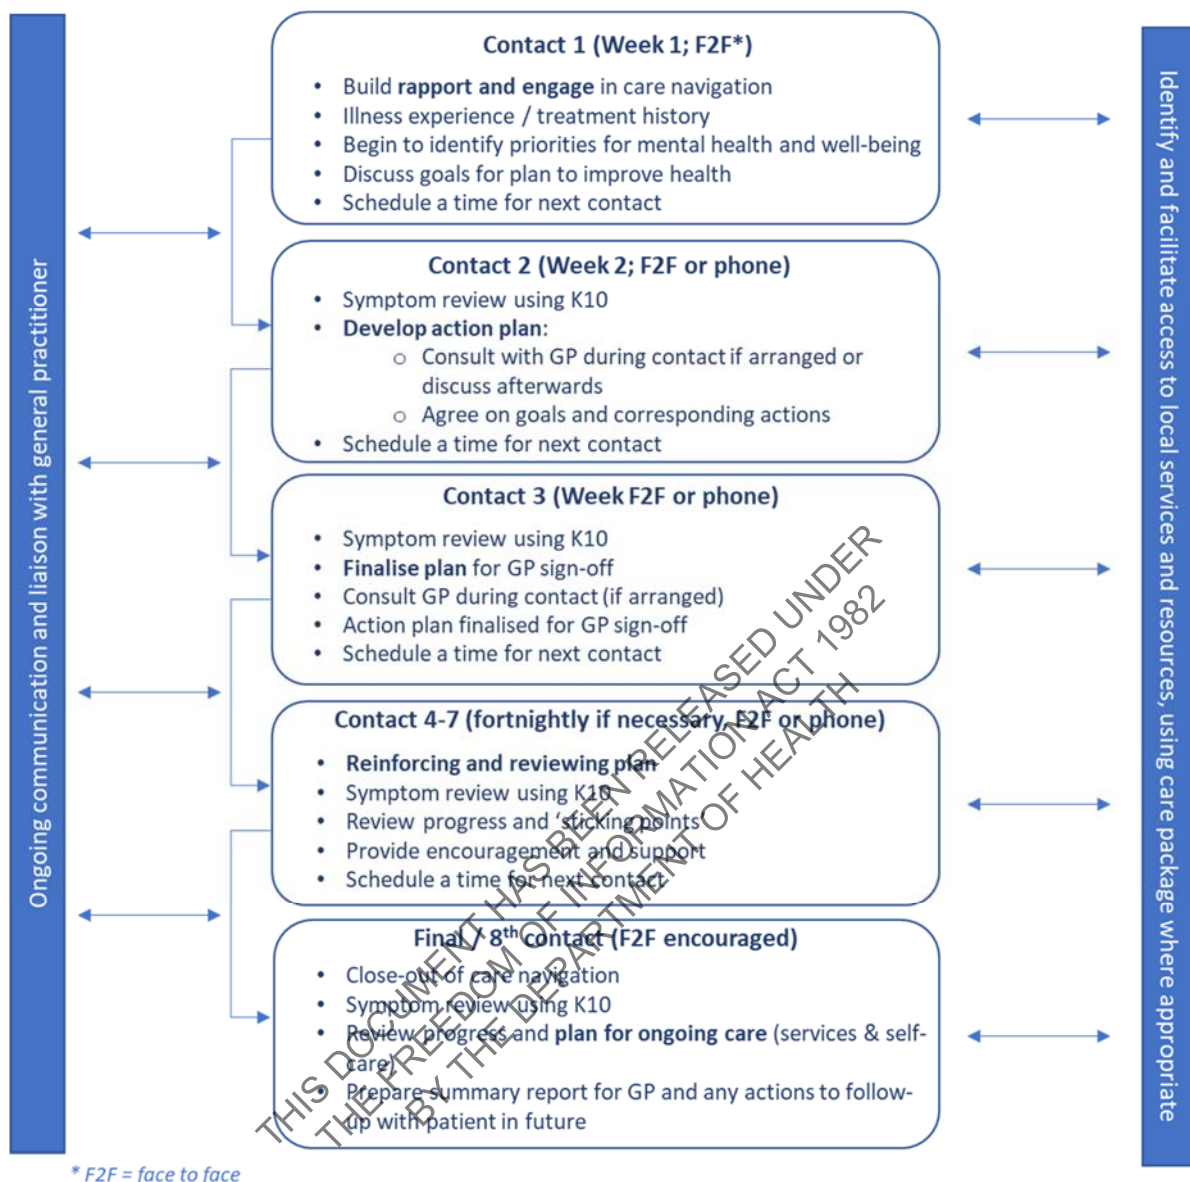 Ongoing communication and liaison with general practitioner
Contact 1 (Week 1; F2F*)
• Build rapport and engage in care navigation
• Illness experience / treatment history
• Begin to identify priorities for mental health and well-being
• Discuss goals for plan to improve health
• Schedule a time for next contact
Contact 2 (Week 2; F2F or phone)
• Symptom review using K10
• Develop action plan:
o Consult with GP during contact if arranged or
discuss afterwards
o Agree on goals and corresponding actions
• Schedule a time for next contact
Contact 3 (Week F2F or phone)
• Symptom review using K10
• Finalise plan for GP sign-off
• Consult GP during contact (if arranged)
• Action plan finalised for GP sign-off
• Schedule a time for next contact
Contact 4-7 (fortnightly if necessary, F2F or phone)
• Reinforcing and reviewing plan
• Symptom review using K10
• Review progress and ‘sticking points’
• Provide encouragement and support
• Schedule a time for next contact
Final / 8th contact (F2F encouraged)
• Close-out of care navigation
• Symptom review using K10
• Review progress and plan for ongoing care (services & self-
care)
• Prepare summary report for GP and any actions to follow-
up with patient in future
Identify and facilitate access to local services and resources, using care package where appropriate
THIS DOCUMENT HAS BEEN RELEASED UNDER
THE FREEDOM OF INFORMATION ACT 1982
BY THE DEPARTMENT OF HEALTH
* F2F = face to face